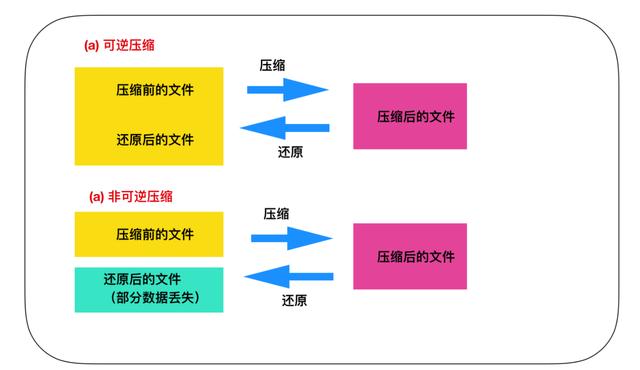 (a) 可逆压缩
压缩
压缩前的文件
压缩后的文件
还原后的文件
还原
(a) 非可逆压缩
压缩
压缩前的文件
压缩后的文件
还原后的文件
（部分数据丢失）
还原